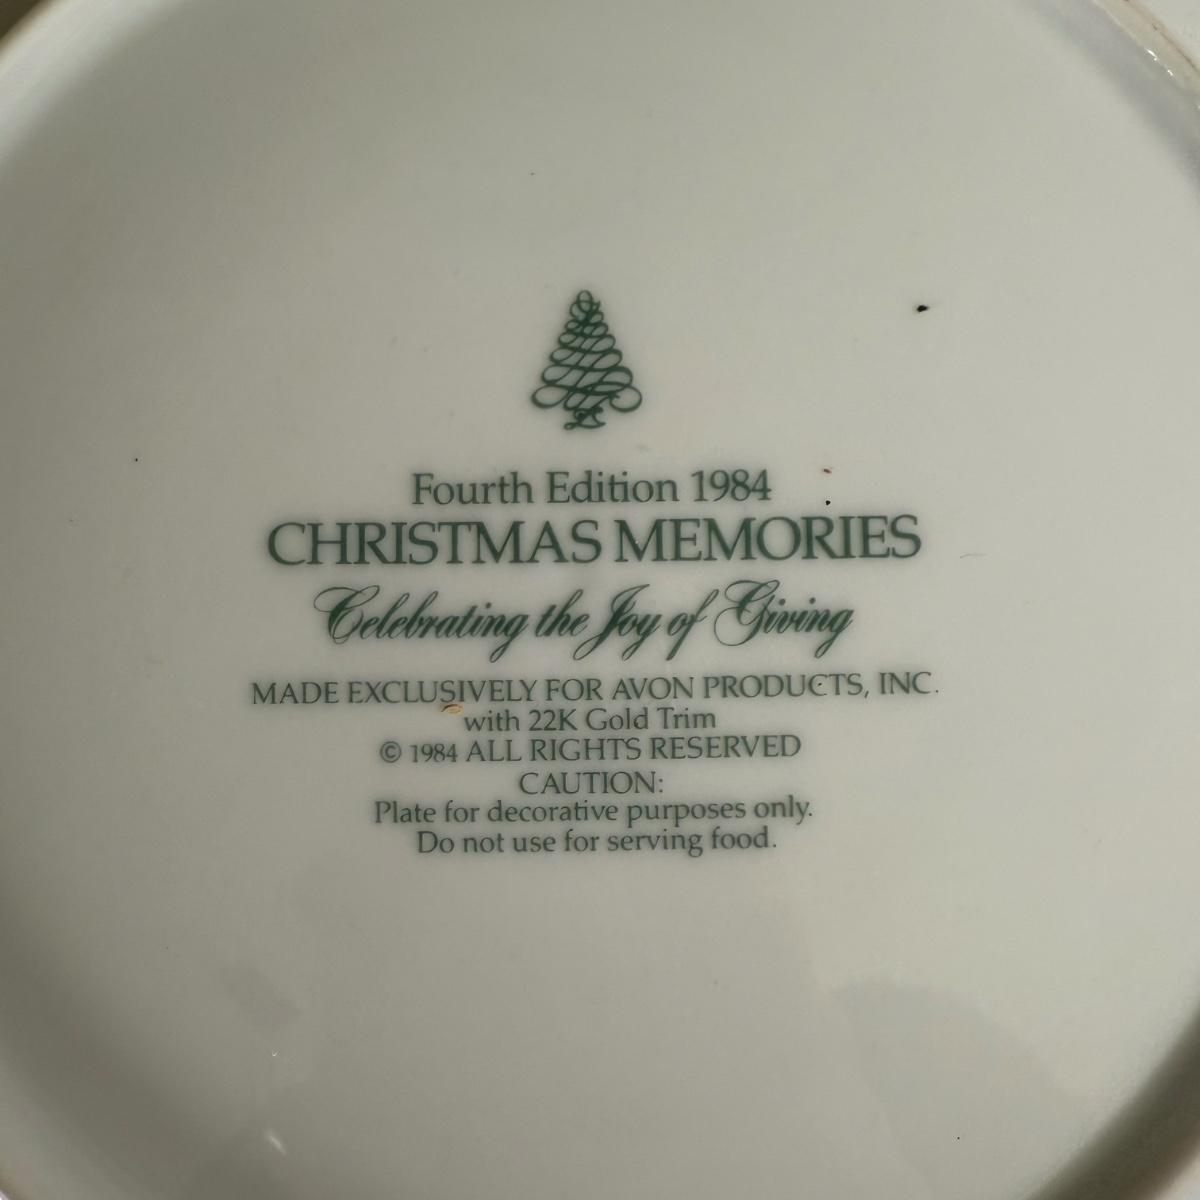 Fourth Edition 1984
CHRISTMAS MEMORIES
Celebrating the Joy of Giving
MADE EXCLUSIVELY FOR AVON PRODUCTS, INC.
with 22K Gold Trim
© 1984 ALL RIGHTS RESERVED
CAUTION:
Plate for decorative purposes only.
Do not use for serving food.